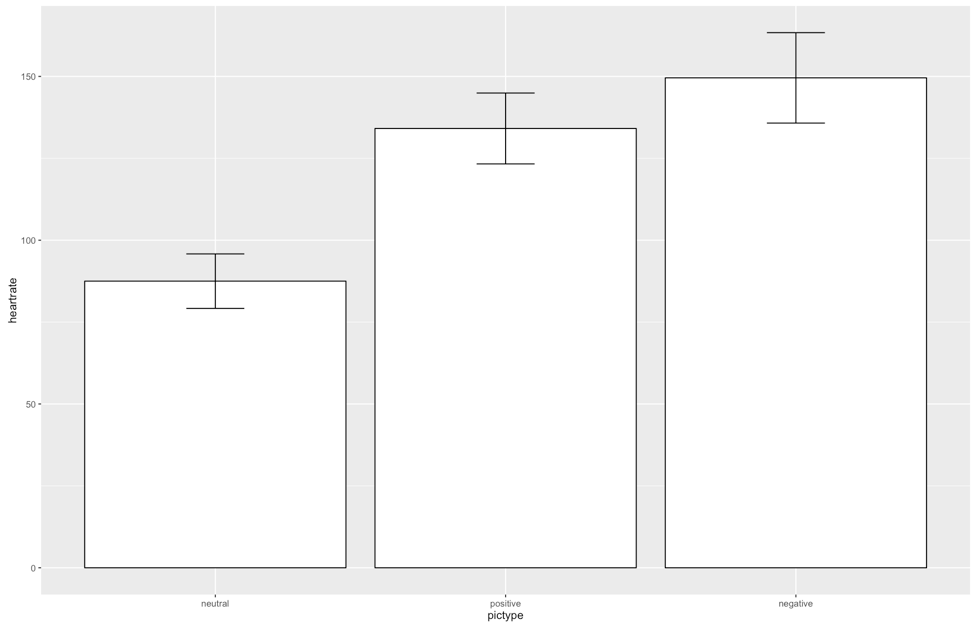 150
100
50
0
heartrate
neutral positive negative
pictype